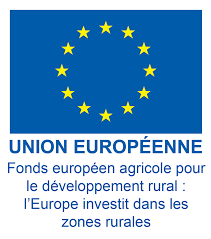 UNION EUROPÉENNE
Fonds européen agricole pour
le développement rural :
l'Europe investit dans les
zones rurales